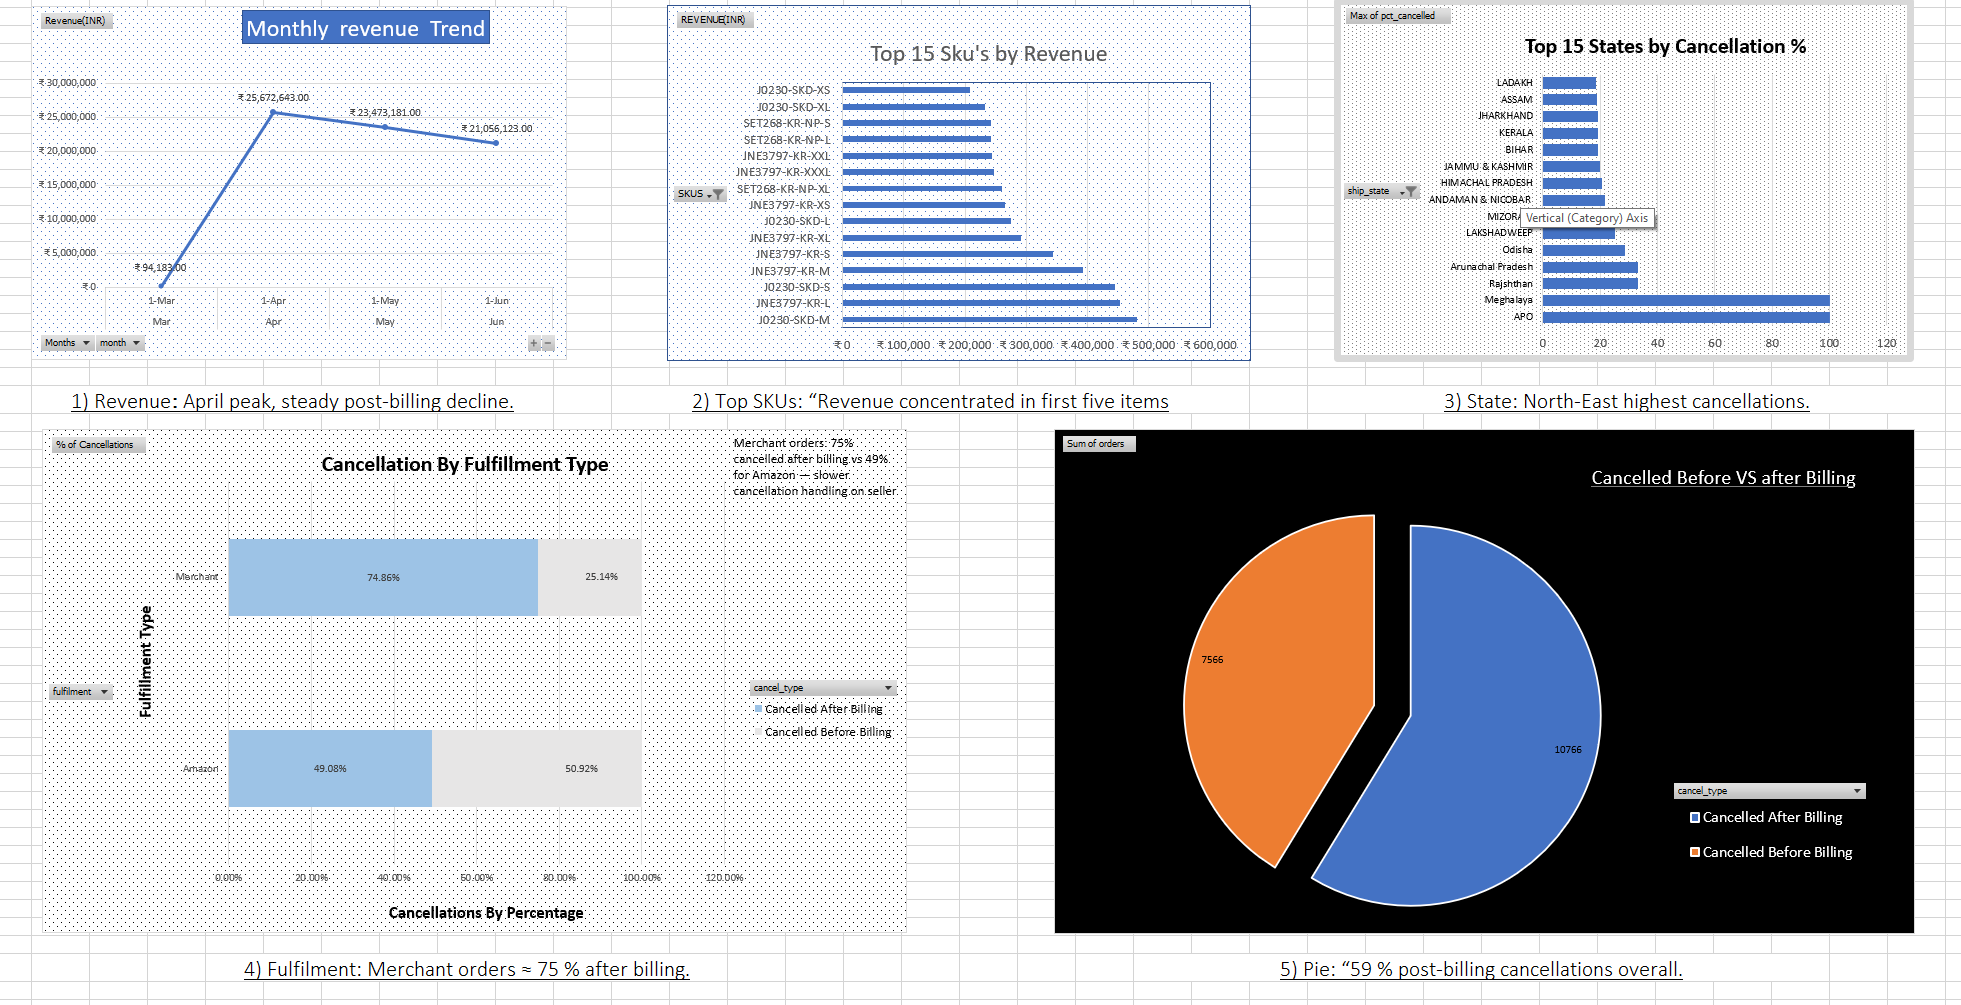 Revenue(INR)
Monthly revenue Trend
₹ 30,000,000
₹ 25,000,000
₹ 20,000,000
₹ 15,000,000
₹ 10,000,000
₹ 5,000,000
₹ 0
₹ 94,183.00
₹ 25,672,643.00
₹ 23,473,181.00
₹ 21,056,123.00
1-Mar 1-Apr 1-May 1-Jun
Mar Apr May Jun
Months month
REVENUE(INR)
Top 15 Sku's by Revenue
SKUS
J0230-SKD-XS
J0230-SKD-XL
SET268-KR-NP-S
SET268-KR-NP-L
JNE3797-KR-XXL
JNE3797-KR-XXXL
SET268-KR-NP-XL
JNE3797-KR-XS
J0230-SKD-L
JNE3797-KR-XL
JNE3797-KR-S
JNE3797-KR-M
J0230-SKD-S
JNE3797-KR-L
J0230-SKD-M
₹ 0 ₹ 100,000 ₹ 200,000 ₹ 300,000 ₹ 400,000 ₹ 500,000 ₹ 600,000
Max of pct_cancelled
Top 15 States by Cancellation %
ship_state
LADAKH
ASSAM
JHARKHAND
KERALA
BIHAR
JAMMU & KASHMIR
HIMACHAL PRADESH
ANDAMAN & NICOBAR
Vertical (Category) Axis
LAKSHADWEEP
Odisha
Arunachal Pradesh
Rajshthan
Meghalaya
APO
0 20 40 60 80 100 120
1) Revenue: April peak, steady post-billing decline.
2) Top SKUs: “Revenue concentrated in first five items
3) State: North-East highest cancellations.
% of Cancellations
Cancellation By Fulfillment Type
Merchant orders: 75%
cancelled after billing vs 49%
for Amazon — slower
cancellation handling on seller
Fulfillment Type
fulfilment
Merchant
74.86% 25.14%
Amazon
49.08% 50.92%
cancel_type
Cancelled After Billing
Cancelled Before Billing
0.00% 20.00% 40.00% 60.00% 80.00% 100.00% 120.00%
Cancellations By Percentage
Sum of orders
Cancelled Before VS after Billing
7566
10766
cancel_type
Cancelled After Billing
Cancelled Before Billing
4) Fulfilment: Merchant orders ≈ 75 % after billing.
5) Pie: “59 % post-billing cancellations overall.